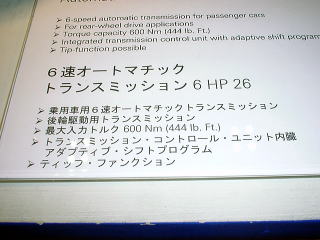 ➢ 6-speed automatic transmission for passenger cars
➢ For rear-wheel drive applications
➢ Torque capacity 600 Nm (444 lb. Ft.)
➢ Integrated transmission control unit with adaptive shift program
➢ Tip-function possible
6速オートマチック
トランスミッション 6 HP 26
➢ 乗用車用6速オートマチックトランスミッション
➢ 後輪駆動用トランスミッション
➢ 最大入力トルク 600 Nm (444 lb. Ft.)
➢ トランスミッション・コントロール・ユニット内蔵
アダプティブ・シフトプログラム
➢ ティップ・ファンクション